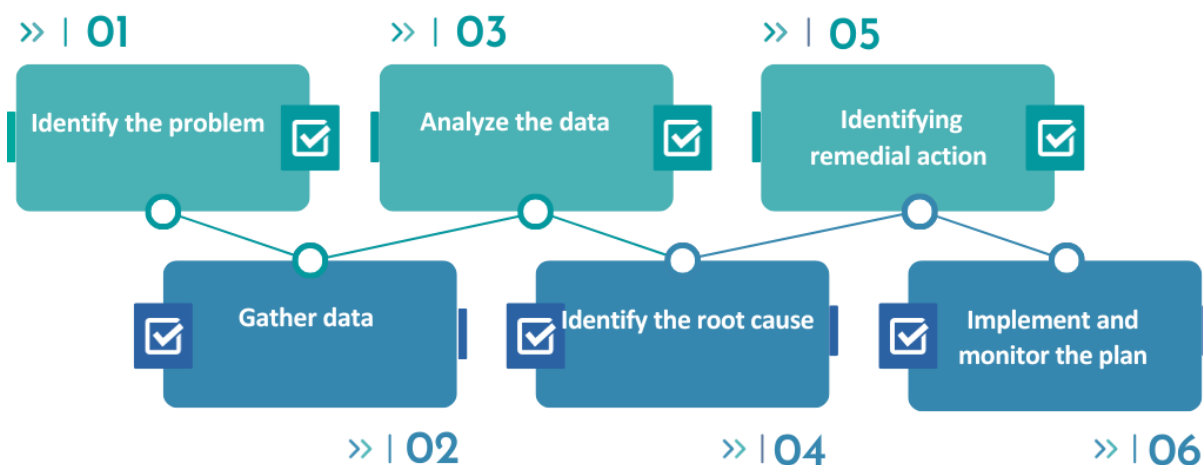 01
Identify the problem
02
Gather data
03
Analyze the data
04
Identify the root cause
05
Identifying
remedial action
06
Implement and
monitor the plan